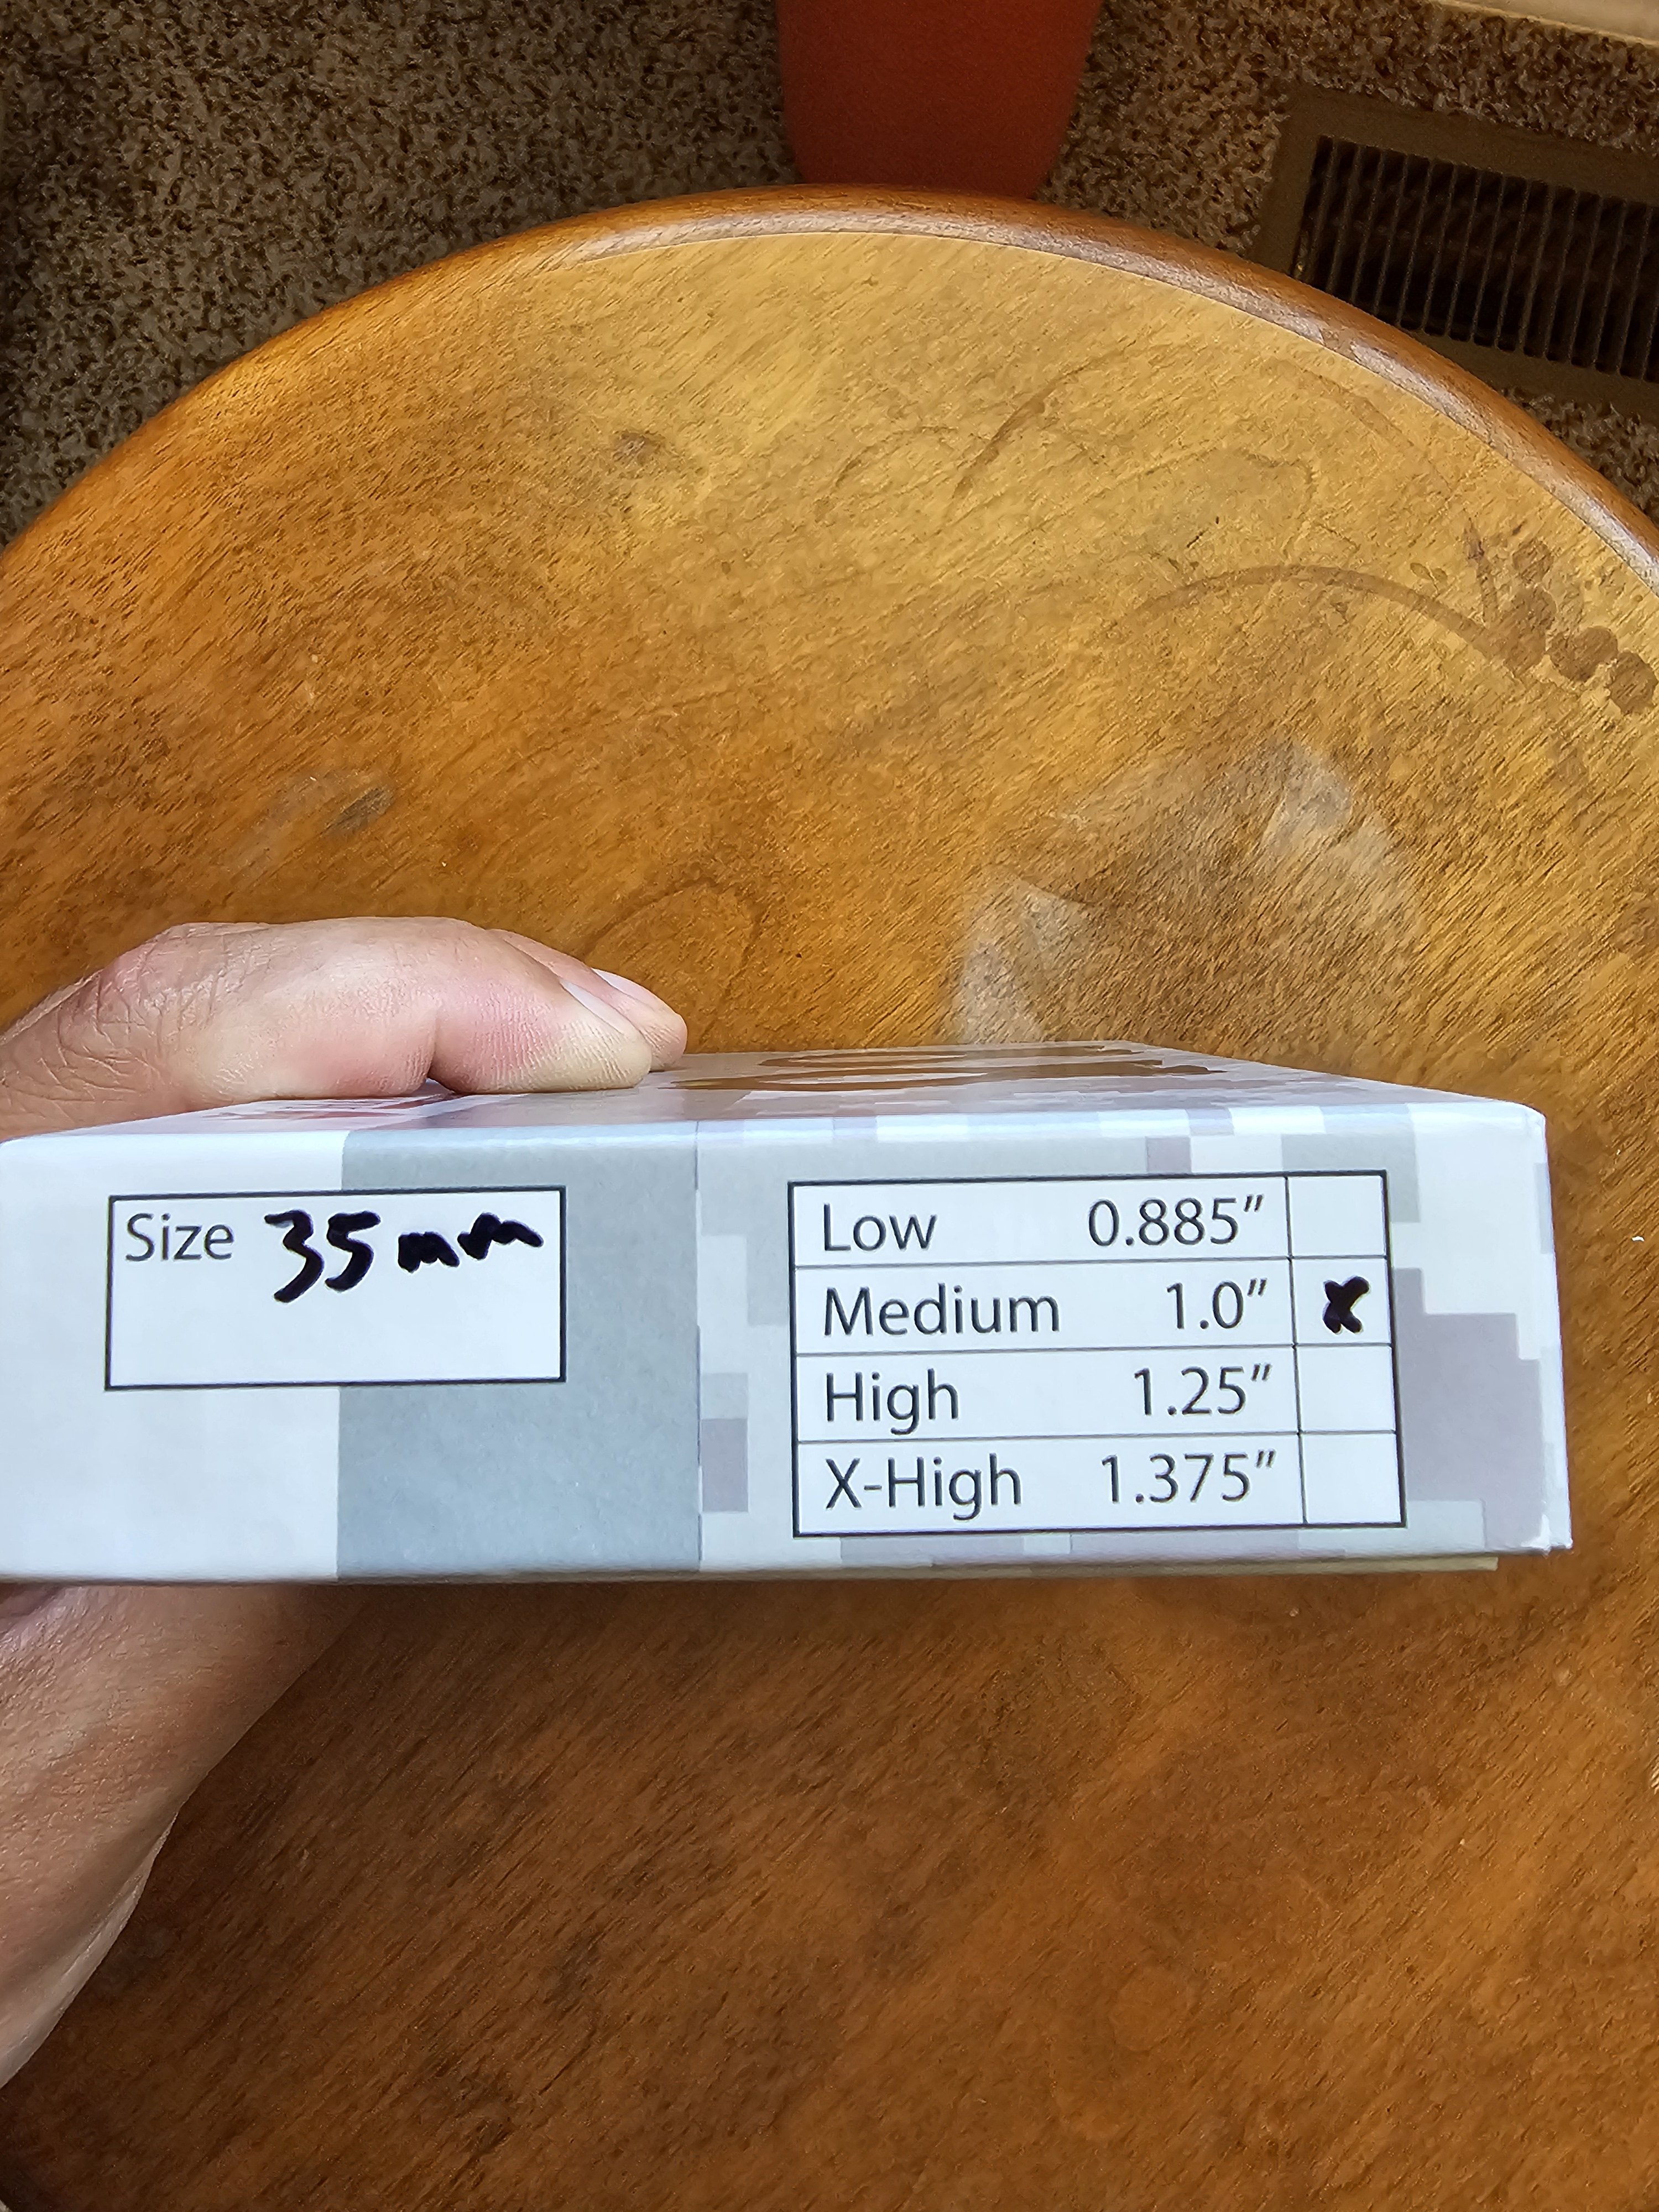 Size 35mm
Low 0.885"
Medium 1.0" X
High 1.25"
X-High 1.375"